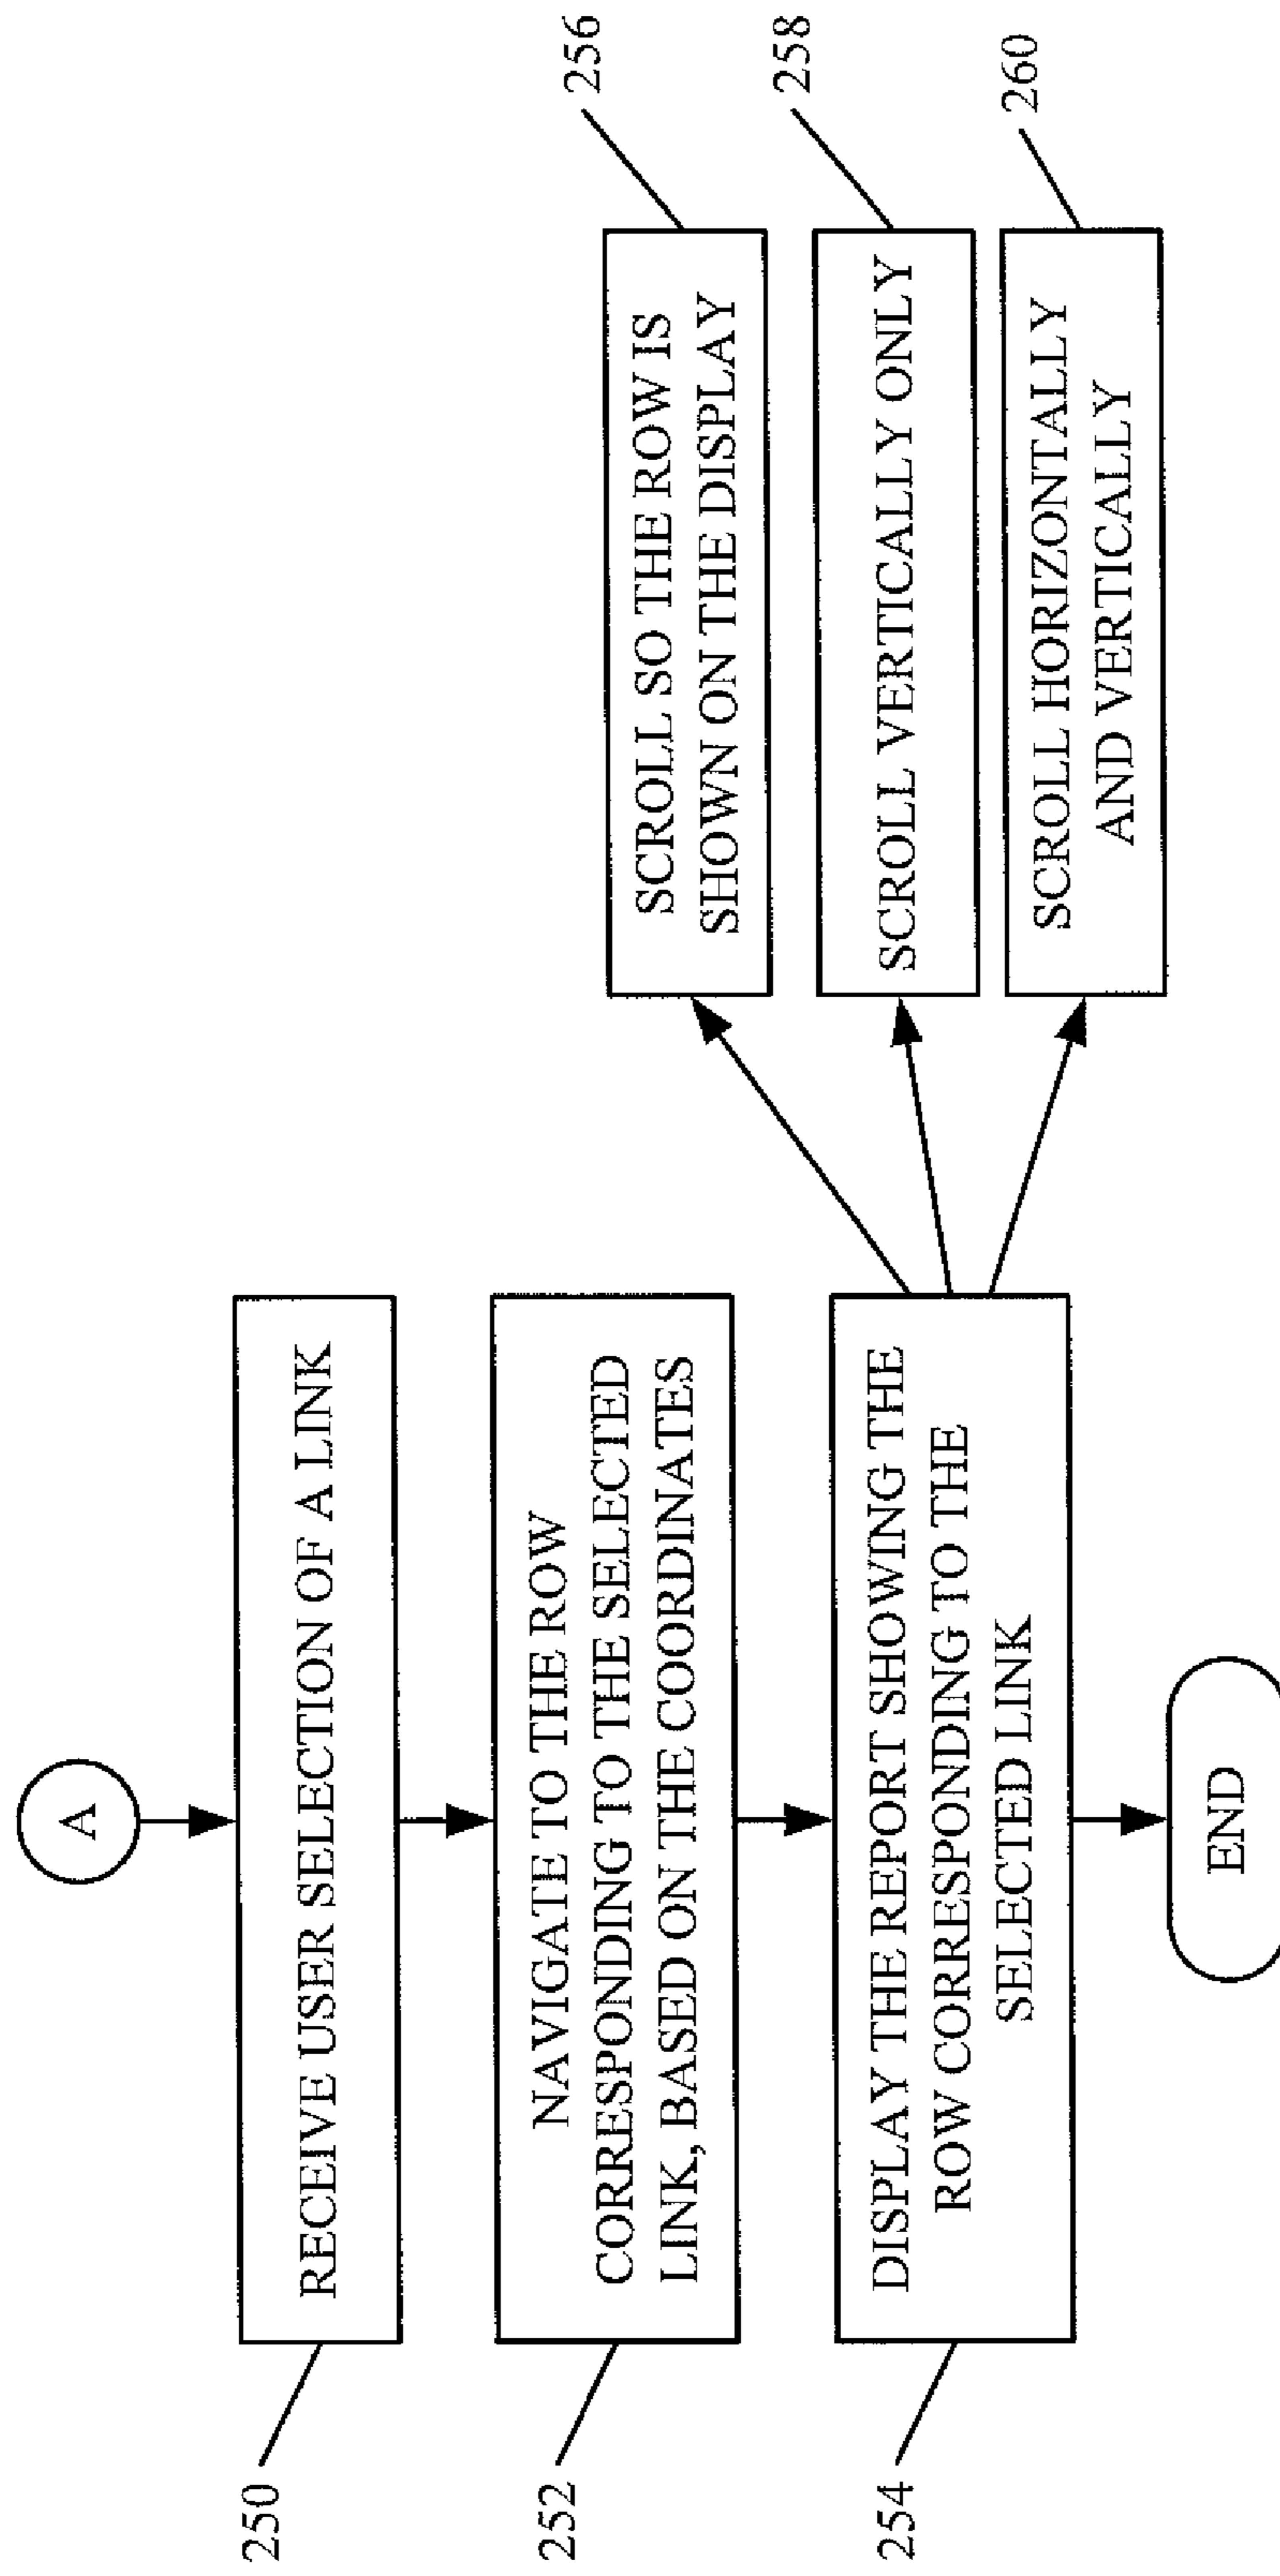 A
RECEIVE USER SELECTION OF A LINK
250
NAVIGATE TO THE ROW
CORRESPONDING TO THE SELECTED
LINK, BASED ON THE COORDINATES
252
DISPLAY THE REPORT SHOWING THE
ROW CORRESPONDING TO THE
SELECTED LINK
254
SCROLL SO THE ROW IS
SHOWN ON THE DISPLAY
256
SCROLL VERTICALLY ONLY
258
SCROLL HORIZONTALLY
AND VERTICALLY
260
END